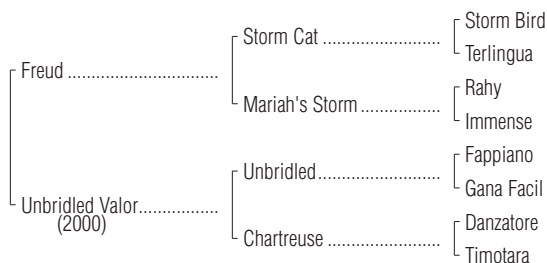 Storm Bird
Storm Cat ........................
Terlingua
Freud ................................
Rahy
Mariah's Storm .................
Immense
Fappiano
Unbridled..........................
Gana Facil
Unbridled Valor.................
(2000)
Danzatore
Chartreuse ........................
Timotara